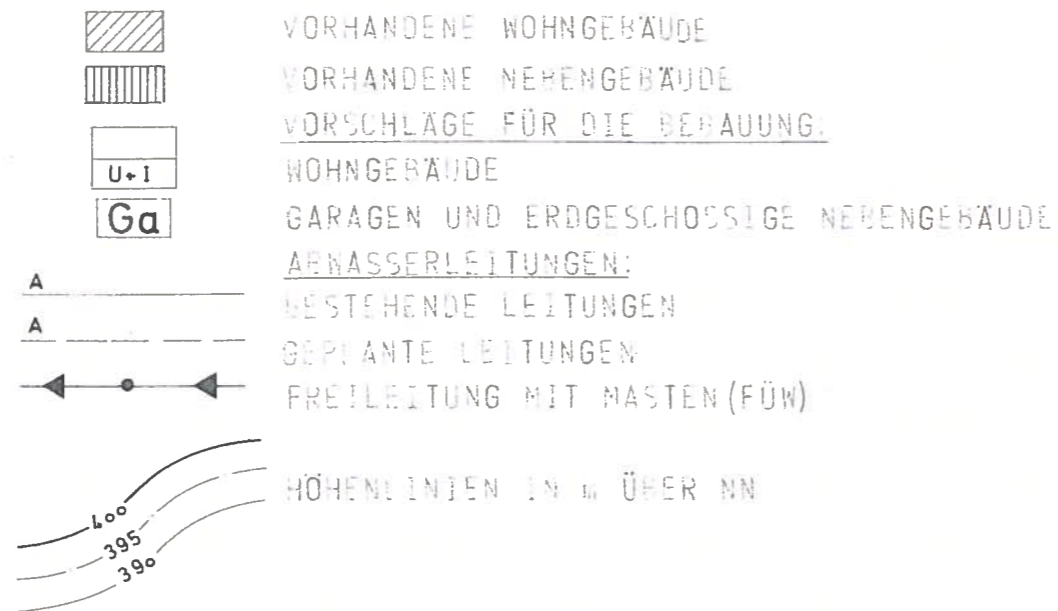 VORHANDENE WOHNGEBÄUDE
VORHANDENE NEBENGEBÄUDE
VORSCHLÄGE FÜR DIE BEBAUUNG:
U+I WOHNGEBÄUDE
Ga GARAGEN UND ERDGESCHOSSIGE NEBENGEBÄUDE
ABWASSERLEITUNGEN:
A BESTEHENDE LEITUNGEN
A GEPLANTE LEITUNGEN
FREILEITUNG MIT MASTEN (FÜW)
HÖHENLINIEN IN m ÜBER NN
400
395
390